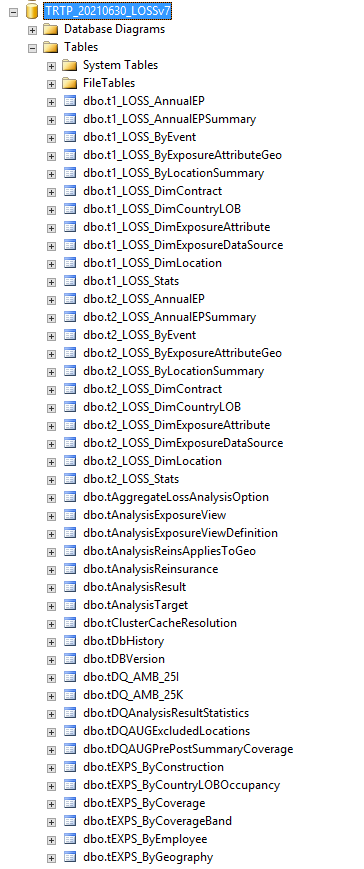 TRTP_20210630_LOSSv7
Database Diagrams
Tables
System Tables
FileTables
dbo.t1_LOSS_AnnualEP
dbo.t1_LOSS_AnnualEPSummary
dbo.t1_LOSS_ByEvent
dbo.t1_LOSS_ByExposureAttributeGeo
dbo.t1_LOSS_ByLocationSummary
dbo.t1_LOSS_DimContract
dbo.t1_LOSS_DimCountryLOB
dbo.t1_LOSS_DimExposureAttribute
dbo.t1_LOSS_DimExposureDataSource
dbo.t1_LOSS_DimLocation
dbo.t1_LOSS_Stats
dbo.t2_LOSS_AnnualEP
dbo.t2_LOSS_AnnualEPSummary
dbo.t2_LOSS_ByEvent
dbo.t2_LOSS_ByExposureAttributeGeo
dbo.t2_LOSS_ByLocationSummary
dbo.t2_LOSS_DimContract
dbo.t2_LOSS_DimCountryLOB
dbo.t2_LOSS_DimExposureAttribute
dbo.t2_LOSS_DimExposureDataSource
dbo.t2_LOSS_DimLocation
dbo.t2_LOSS_Stats
dbo.tAggregateLossAnalysisOption
dbo.tAnalysisExposureView
dbo.tAnalysisExposureViewDefinition
dbo.tAnalysisReinsAppliesToGeo
dbo.tAnalysisReinsurance
dbo.tAnalysisResult
dbo.tAnalysisTarget
dbo.tClusterCacheResolution
dbo.tDbHistory
dbo.tDBVersion
dbo.tDQ_AMB_25I
dbo.tDQ_AMB_25K
dbo.tDQAnalysisResultStatistics
dbo.tDQAUGExcludedLocations
dbo.tDQAUGPrePostSummaryCoverage
dbo.tEXPS_ByConstruction
dbo.tEXPS_ByCountryLOBOccupancy
dbo.tEXPS_ByCoverage
dbo.tEXPS_ByCoverageBand
dbo.tEXPS_ByEmployee
dbo.tEXPS_ByGeography